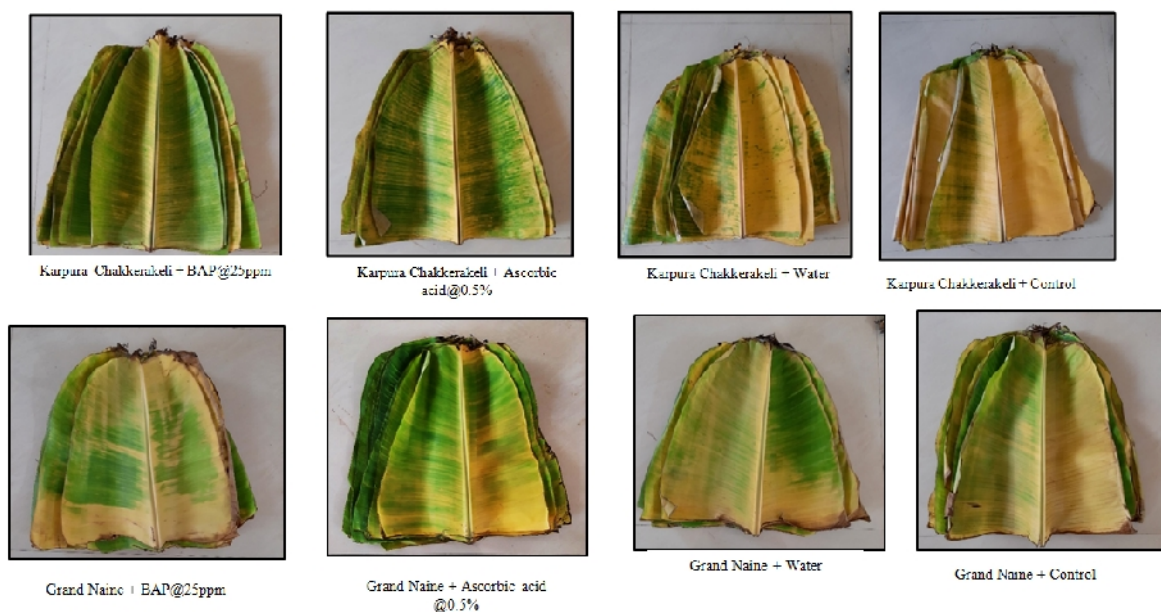 Karpura Chakkerakeli + BAP@25ppm
Karpura Chakkerakeli + Ascorbic
acid@0.5%
Karpura Chakkerakeli + Water
Karpura Chakkerakeli + Control
Grand Naine + BAP@25ppm
Grand Naine + Ascorbic acid
@0.5%
Grand Naine + Water
Grand Naine + Control